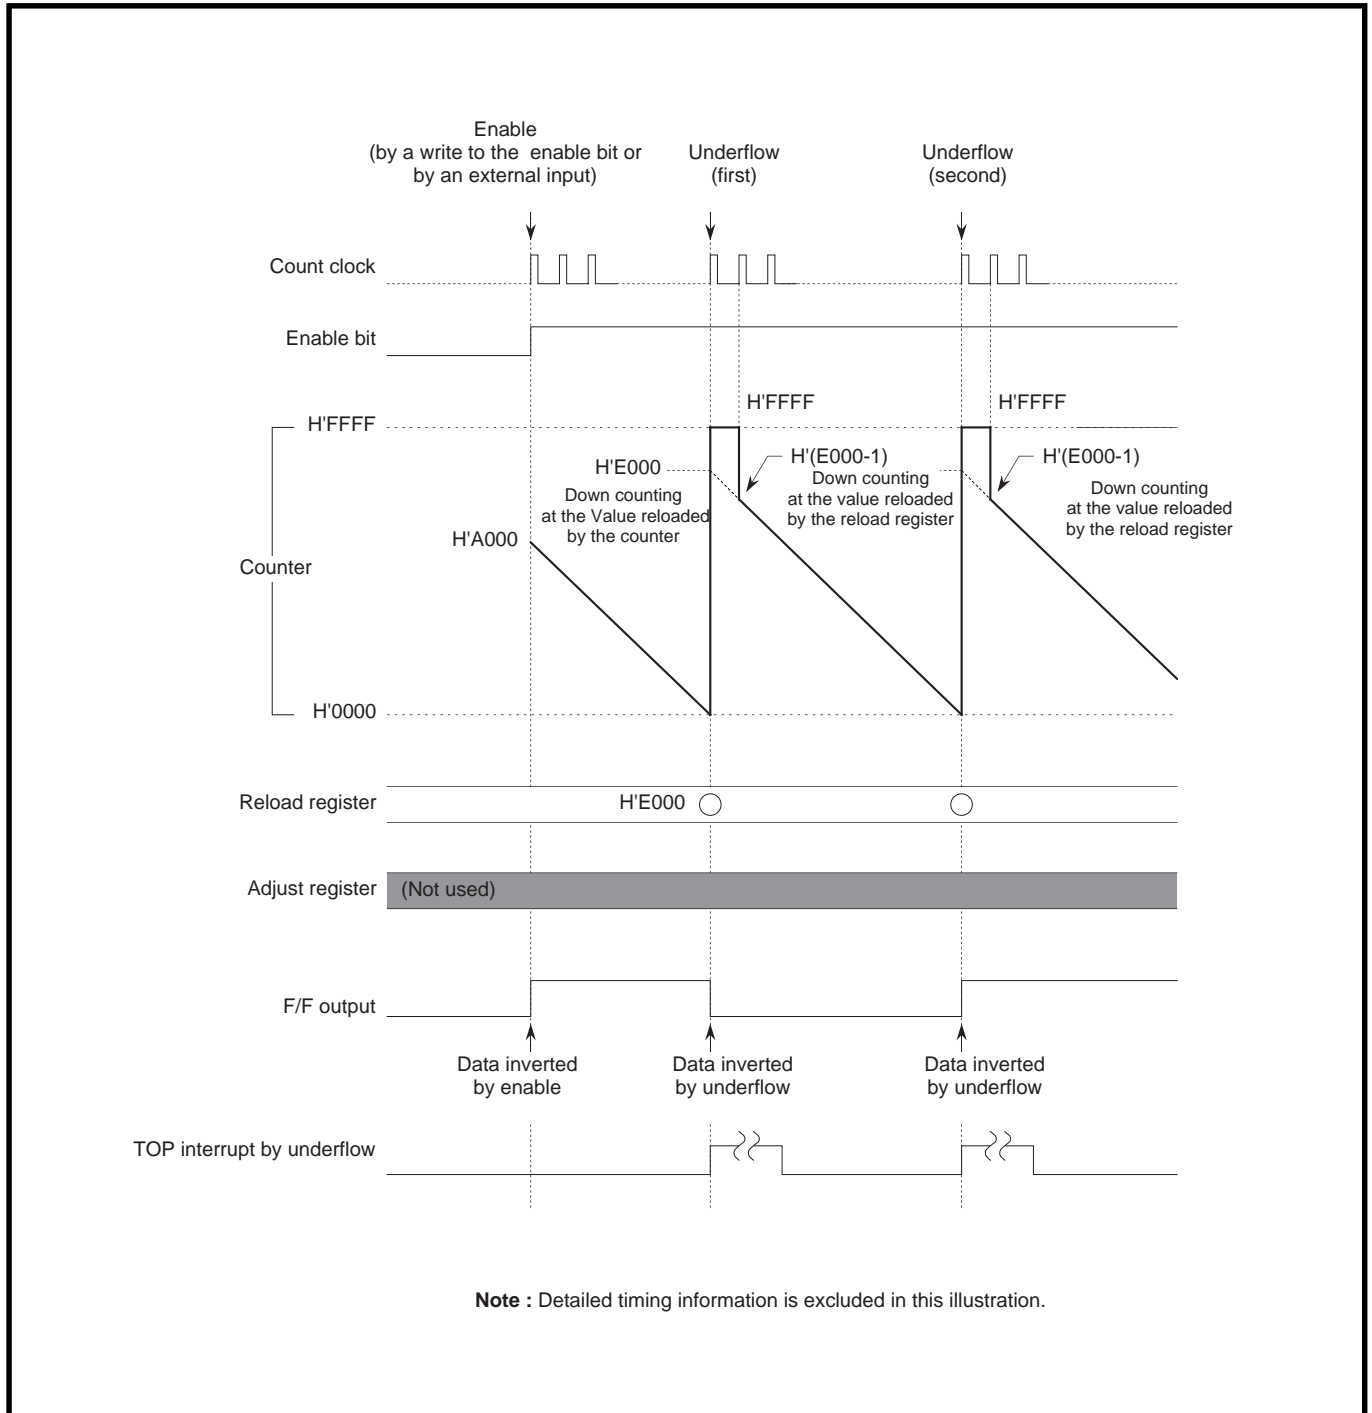 Enable
(by a write to the  enable bit or
by an external input)
Underflow
(first)
Underflow
(second)
Count clock
Enable bit
H'FFFF
H'FFFF
H'FFFF
H'E000
H'(E000-1)
H'(E000-1)
Down counting
at the Value reloaded
by the counter
Down counting
at the value reloaded
by the reload register
Down counting
at the value reloaded
by the reload register
H'A000
Counter
H'0000
Reload register
H'E000
Adjust register
(Not used)
F/F output
Data inverted
by enable
Data inverted
by underflow
Data inverted
by underflow
TOP interrupt by underflow
Note : Detailed timing information is excluded in this illustration.